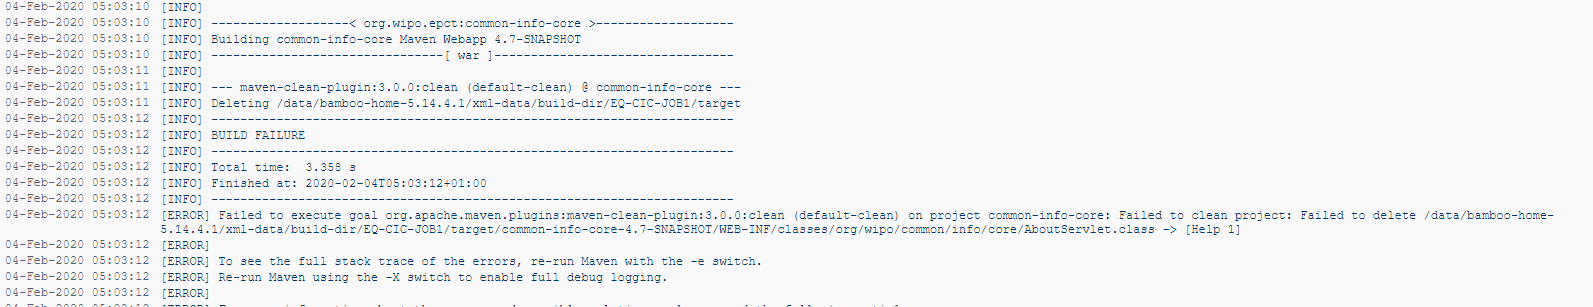 04-Feb-2020 05:03:10 [INFO]
04-Feb-2020 05:03:10 [INFO] -------------------< org.wipo.epct:common-info-core >-------------------
04-Feb-2020 05:03:10 [INFO] Building common-info-core Maven Webapp 4.7-SNAPSHOT
04-Feb-2020 05:03:10 [INFO] --------------------------------[ war ]---------------------------------
04-Feb-2020 05:03:11 [INFO]
04-Feb-2020 05:03:11 [INFO] --- maven-clean-plugin:3.0.0:clean (default-clean) @ common-info-core ---
04-Feb-2020 05:03:11 [INFO] Deleting /data/bamboo-home-5.14.4.1/xml-data/build-dir/EQ-CIC-JOB1/target
04-Feb-2020 05:03:12 [INFO] ------------------------------------------------------------------------
04-Feb-2020 05:03:12 [INFO] BUILD FAILURE
04-Feb-2020 05:03:12 [INFO] ------------------------------------------------------------------------
04-Feb-2020 05:03:12 [INFO] Total time:  3.358 s
04-Feb-2020 05:03:12 [INFO] Finished at: 2020-02-04T05:03:12+01:00
04-Feb-2020 05:03:12 [INFO] ------------------------------------------------------------------------
04-Feb-2020 05:03:12 [ERROR] Failed to execute goal org.apache.maven.plugins:maven-clean-plugin:3.0.0:clean (default-clean) on project common-info-core: Failed to clean project: Failed to delete /data/bamboo-home-
5.14.4.1/xml-data/build-dir/EQ-CIC-JOB1/target/common-info-core-4.7-SNAPSHOT/WEB-INF/classes/org/wipo/common/info/core/AboutServlet.class -> [Help 1]
04-Feb-2020 05:03:12 [ERROR]
04-Feb-2020 05:03:12 [ERROR] To see the full stack trace of the errors, re-run Maven with the -e switch.
04-Feb-2020 05:03:12 [ERROR] Re-run Maven using the -X switch to enable full debug logging.
04-Feb-2020 05:03:12 [ERROR]
04-Feb-2020 05:03:12